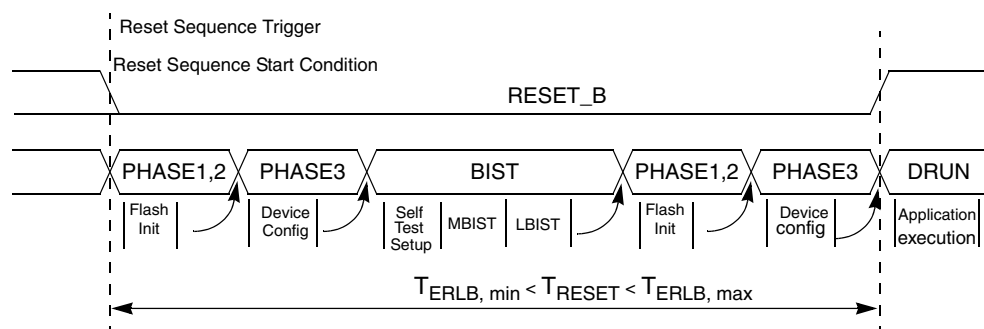 Reset Sequence Trigger
Reset Sequence Start Condition
RESET_B
PHASE1,2 PHASE3 BIST PHASE1,2 PHASE3 DRUN
Flash
Init
Device
Config
Self
Test
Setup
MBIST
LBIST
Flash
Init
Device
config
Application
execution
TERLB, min < TRESET < TERLB, max